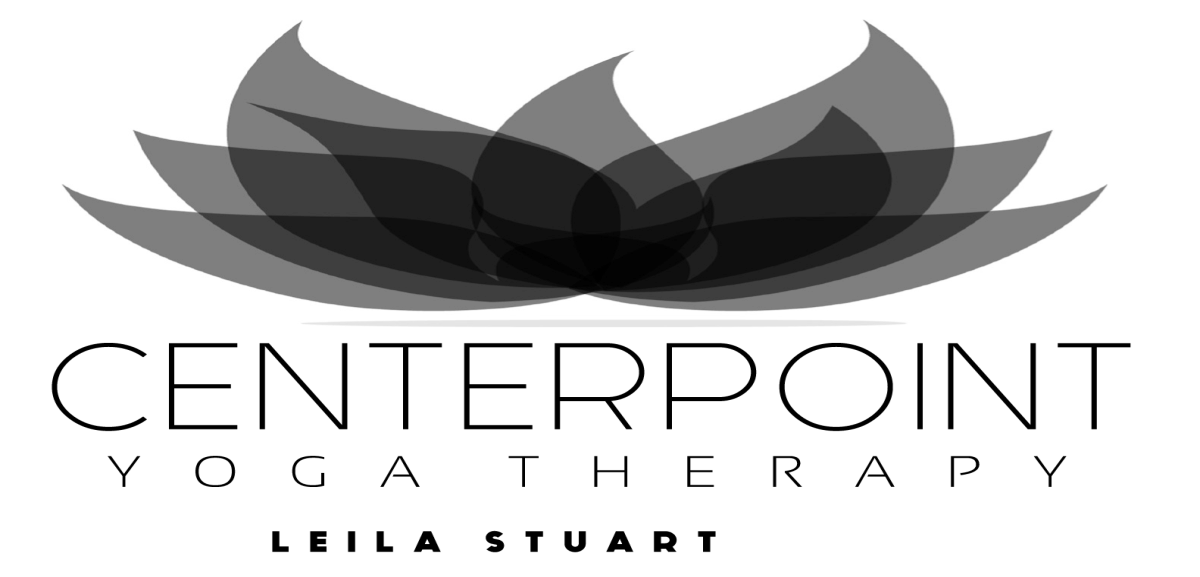 CENTERPOINT
YOGA THERAPY
LEILA STUART